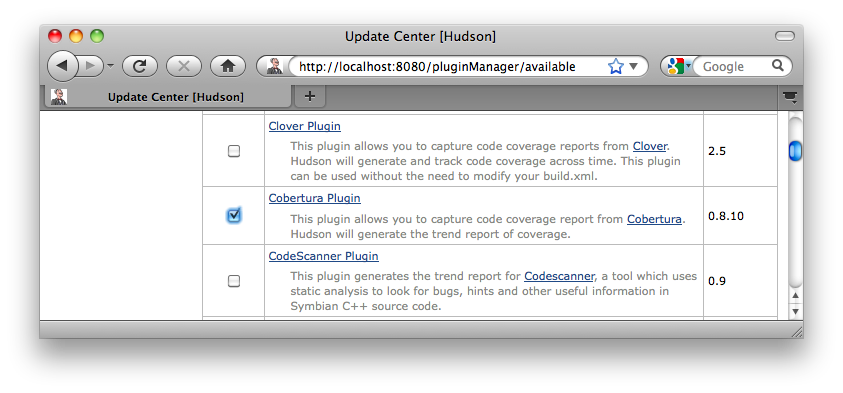 Update Center [Hudson]
http://localhost:8080/pluginManager/available
Google
Update Center [Hudson]
Clover Plugin
This plugin allows you to capture code coverage reports from Clover.
Hudson will generate and track code coverage across time. This plugin
can be used without the need to modify your build.xml.
2.5
Cobertura Plugin
This plugin allows you to capture code coverage report from Cobertura.
Hudson will generate the trend report of coverage.
0.8.10
CodeScanner Plugin
This plugin generates the trend report for Codescanner, a tool which uses
static analysis to look for bugs, hints and other useful information in
Symbian C++ source code.
0.9